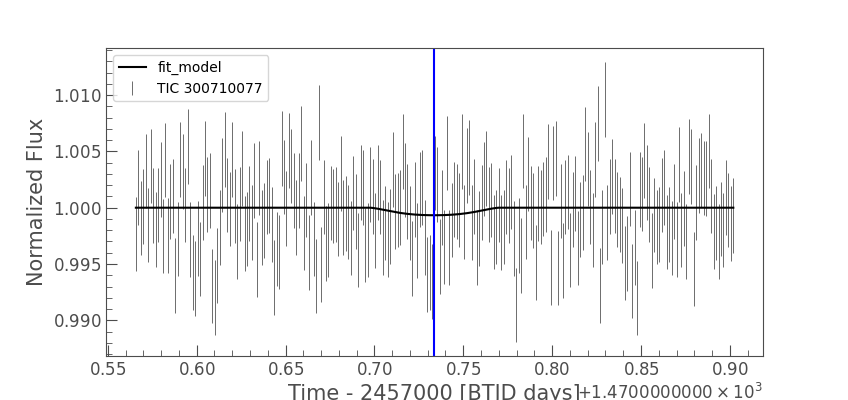 fit_model
TIC 300710077
Normalized Flux
1.010
1.005
1.000
0.995
0.990
0.55 0.60 0.65 0.70 0.75 0.80 0.85 0.90
Time - 2457000 [BTJD days]
+1.4700000000 × 10³